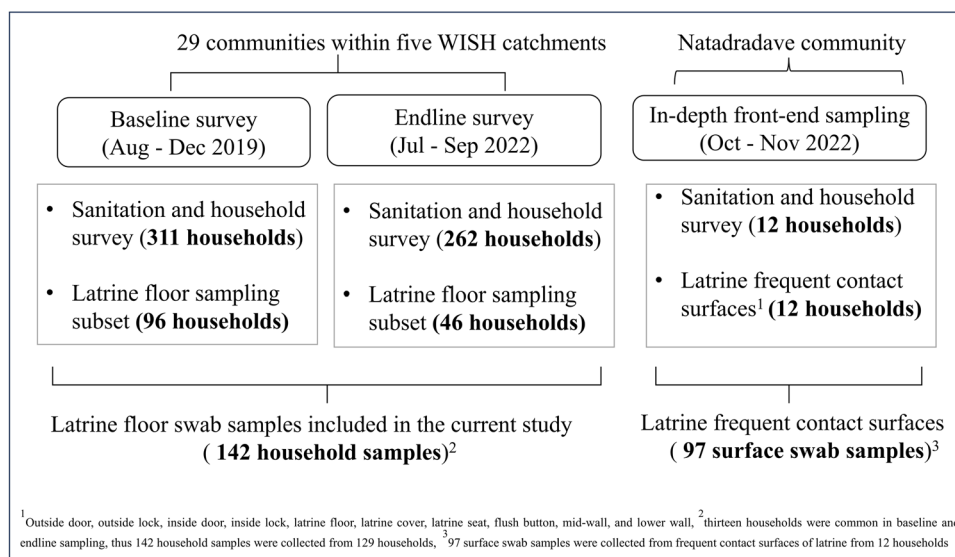 29 communities within five WISH catchments
Natadradave community
Baseline survey
(Aug - Dec 2019)
Endline survey
(Jul - Sep 2022)
In-depth front-end sampling
(Oct - Nov 2022)
• Sanitation and household
survey (311 households)
• Latrine floor sampling
subset (96 households)
• Sanitation and household
survey (262 households)
• Latrine floor sampling
subset (46 households)
• Sanitation and household
survey (12 households)
• Latrine frequent contact
surfaces¹ (12 households)
Latrine floor swab samples included in the current study
( 142 household samples)²
Latrine frequent contact surfaces
( 97 surface swab samples)³
¹Outside door, outside lock, inside door, inside lock, latrine floor, latrine cover, latrine seat, flush button, mid-wall, and lower wall, ²thirteen households were common in baseline and
endline sampling, thus 142 household samples were collected from 129 households, ³97 surface swab samples were collected from frequent contact surfaces of latrine from 12 households